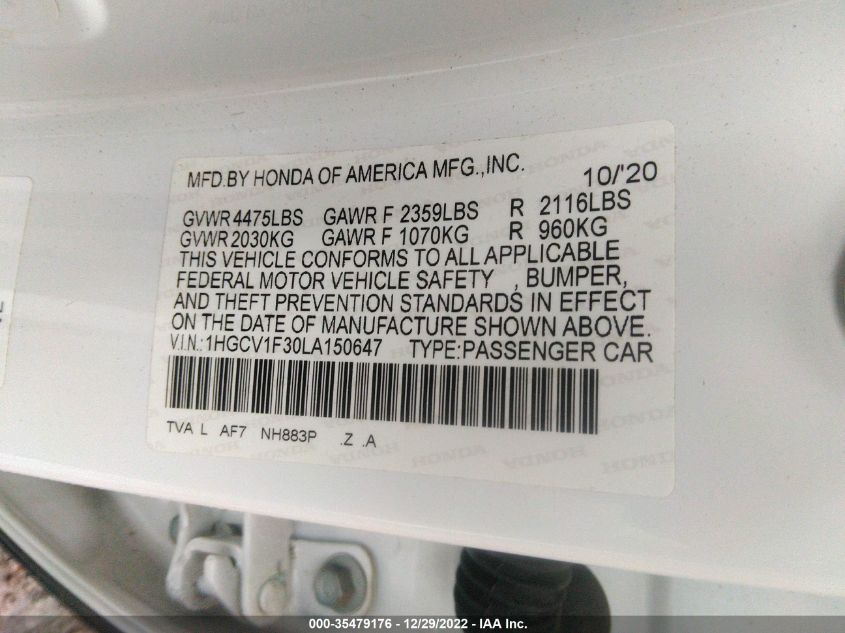 MFD.BY HONDA OF AMERICA MFG.,INC. 10/'20
GVWR 4475LBS GAWR F 2359LBS R 2116LBS
GVWR 2030KG GAWR F 1070KG R 960KG
THIS VEHICLE CONFORMS TO ALL APPLICABLE
FEDERAL MOTOR VEHICLE SAFETY , BUMPER,
AND THEFT PREVENTION STANDARDS IN EFFECT
ON THE DATE OF MANUFACTURE SHOWN ABOVE.
V.I.N.:1HGCV1F30LA150647 TYPE:PASSENGER CAR
TVA L AF7 NH883P .Z .A
000-35479176 - 12/29/2022 - IAA Inc.